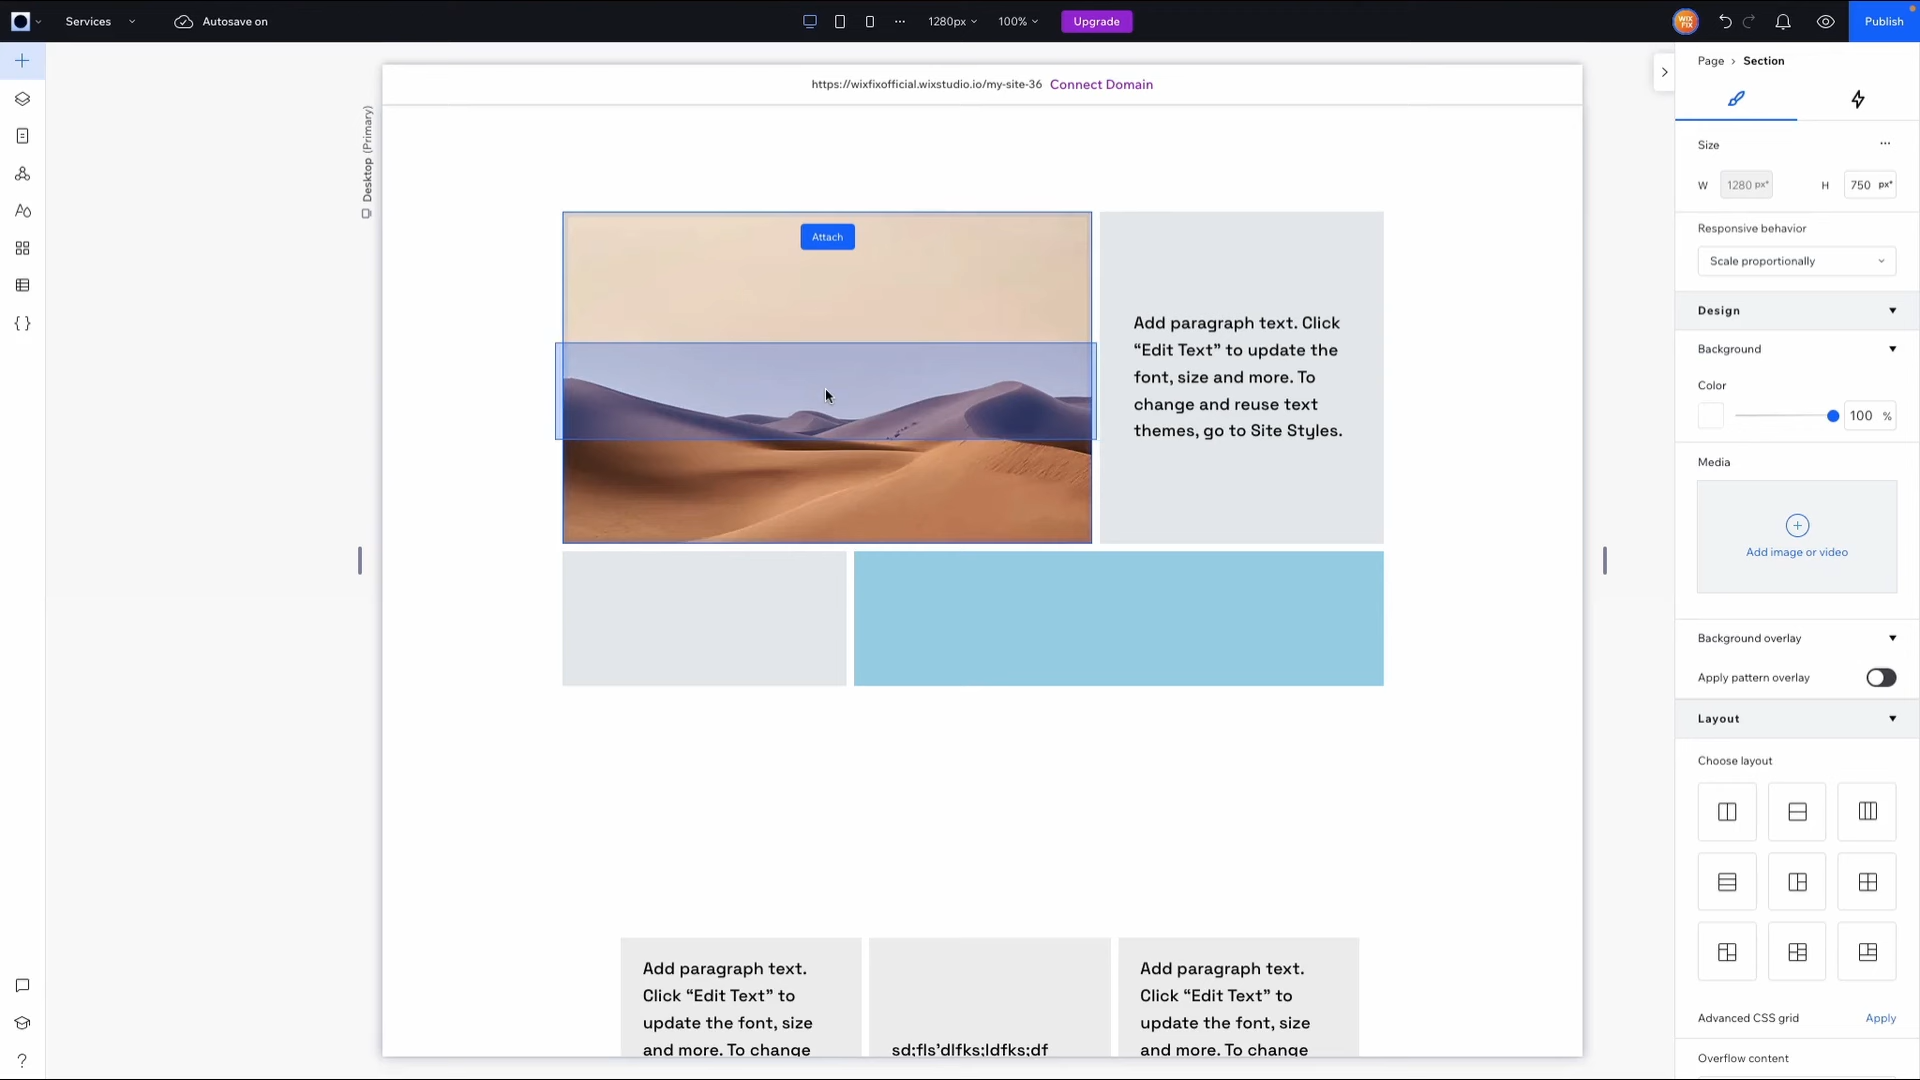 Services
Autosave on
1280px
100%
Upgrade
WIX
FIX
Publish
https://wixfixofficial.wixstudio.io/my-site-36 Connect Domain
Desktop (Primary)
Attach
Add paragraph text. Click
“Edit Text” to update the
font, size and more. To
change and reuse text
themes, go to Site Styles.
Add paragraph text.
Click “Edit Text” to
update the font, size
and more. To change
sd;fls'dlfks;ldfks;df
Add paragraph text.
Click “Edit Text” to
update the font, size
and more. To change
Page › Section
Size
W 1280 px* H 750 px*
Responsive behavior
Scale proportionally
Design
Background
Color
100 %
Media
Add image or video
Background overlay
Apply pattern overlay
Layout
Choose layout
Advanced CSS grid Apply
Overflow content